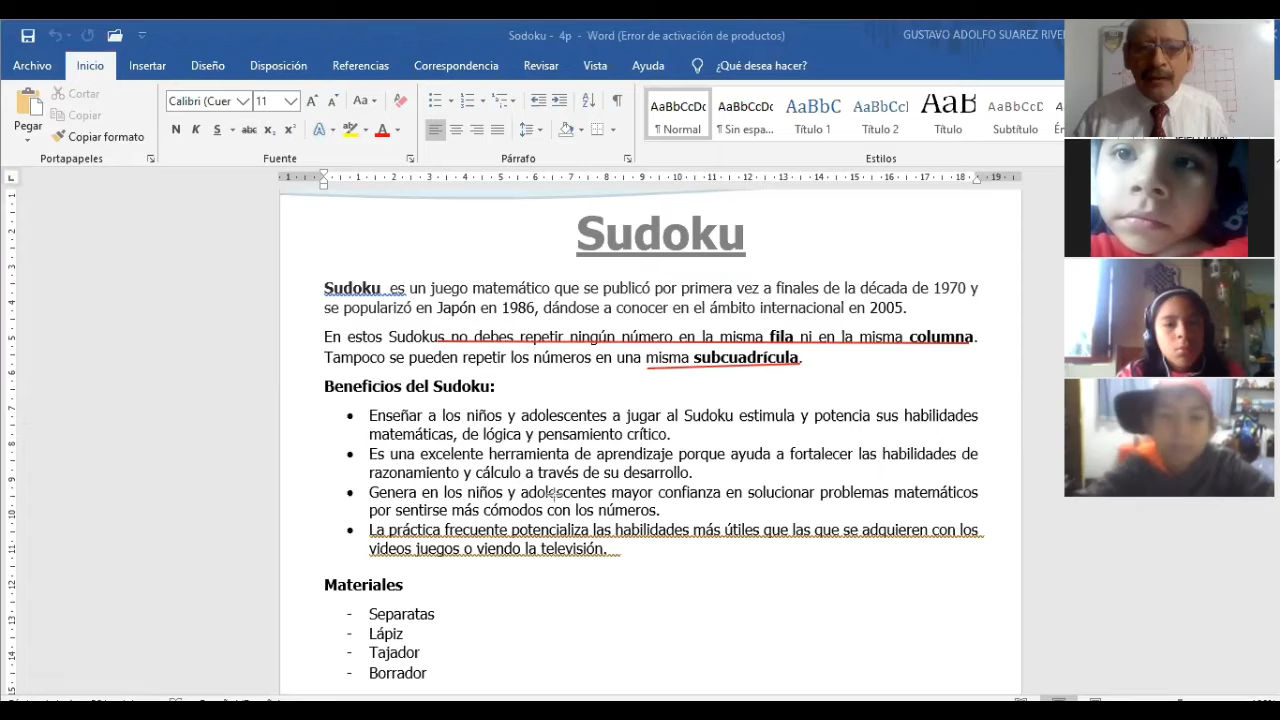 Sudoku - 4p - Word (Error de activación de productos)
GUSTAVO ADOLFO SUAREZ RIVE
Archivo Inicio Insertar Diseño Disposición Referencias Correspondencia Revisar Vista Ayuda ¿Qué desea hacer?
Pegar
Cortar
Copiar
Copiar formato
Portapapeles
Calibri (Cuer 11
N K S abc x₂ x²
Fuente
Párrafo
AaBbCcDc AaBbCcDc AaBbC AaBbCcI AaB AaBbCcD
¶ Normal ¶ Sin espa... Título 1 Título 2 Título Subtítulo
Estilos
Sudoku
Sudoku es un juego matemático que se publicó por primera vez a finales de la década de 1970 y
se popularizó en Japón en 1986, dándose a conocer en el ámbito internacional en 2005.
En estos Sudokus no debes repetir ningún número en la misma fila ni en la misma columna.
Tampoco se pueden repetir los números en una misma subcuadrícula.
Beneficios del Sudoku:
• Enseñar a los niños y adolescentes a jugar al Sudoku estimula y potencia sus habilidades
matemáticas, de lógica y pensamiento crítico.
• Es una excelente herramienta de aprendizaje porque ayuda a fortalecer las habilidades de
razonamiento y cálculo a través de su desarrollo.
• Genera en los niños y adolescentes mayor confianza en solucionar problemas matemáticos
por sentirse más cómodos con los números.
• La práctica frecuente potencializa las habilidades más útiles que las que se adquieren con los
videos juegos o viendo la televisión.
Materiales
- Separatas
- Lápiz
- Tajador
- Borrador